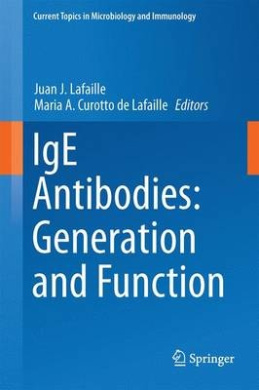 Current Topics in Microbiology and Immunology
Juan J. Lafaille
Maria A. Curotto de Lafaille Editors
IgE
Antibodies:
Generation
and Function
Springer